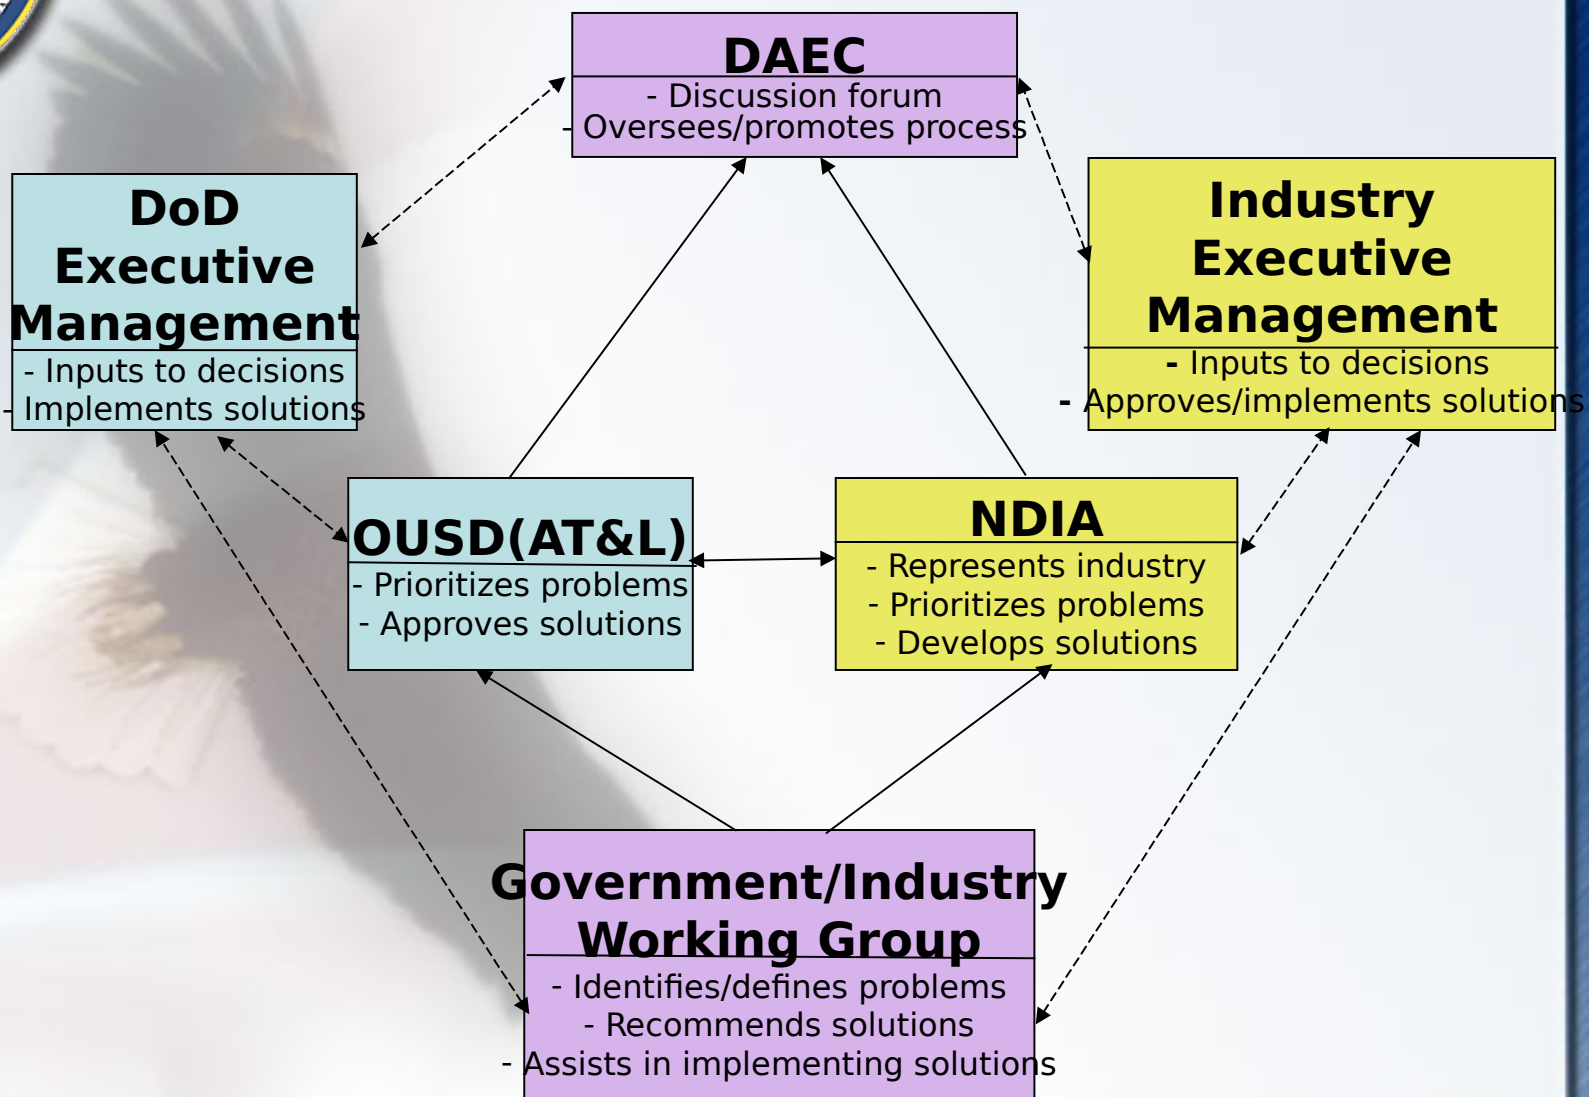 DAEC
- Discussion forum
- Oversees/promotes process
DoD
Executive
Management
- Inputs to decisions
- Implements solutions
Industry
Executive
Management
- Inputs to decisions
- Approves/implements solutions
OUSD(AT&L)
- Prioritizes problems
- Approves solutions
NDIA
- Represents industry
- Prioritizes problems
- Develops solutions
Government/Industry
Working Group
- Identifies/defines problems
- Recommends solutions
- Assists in implementing solutions